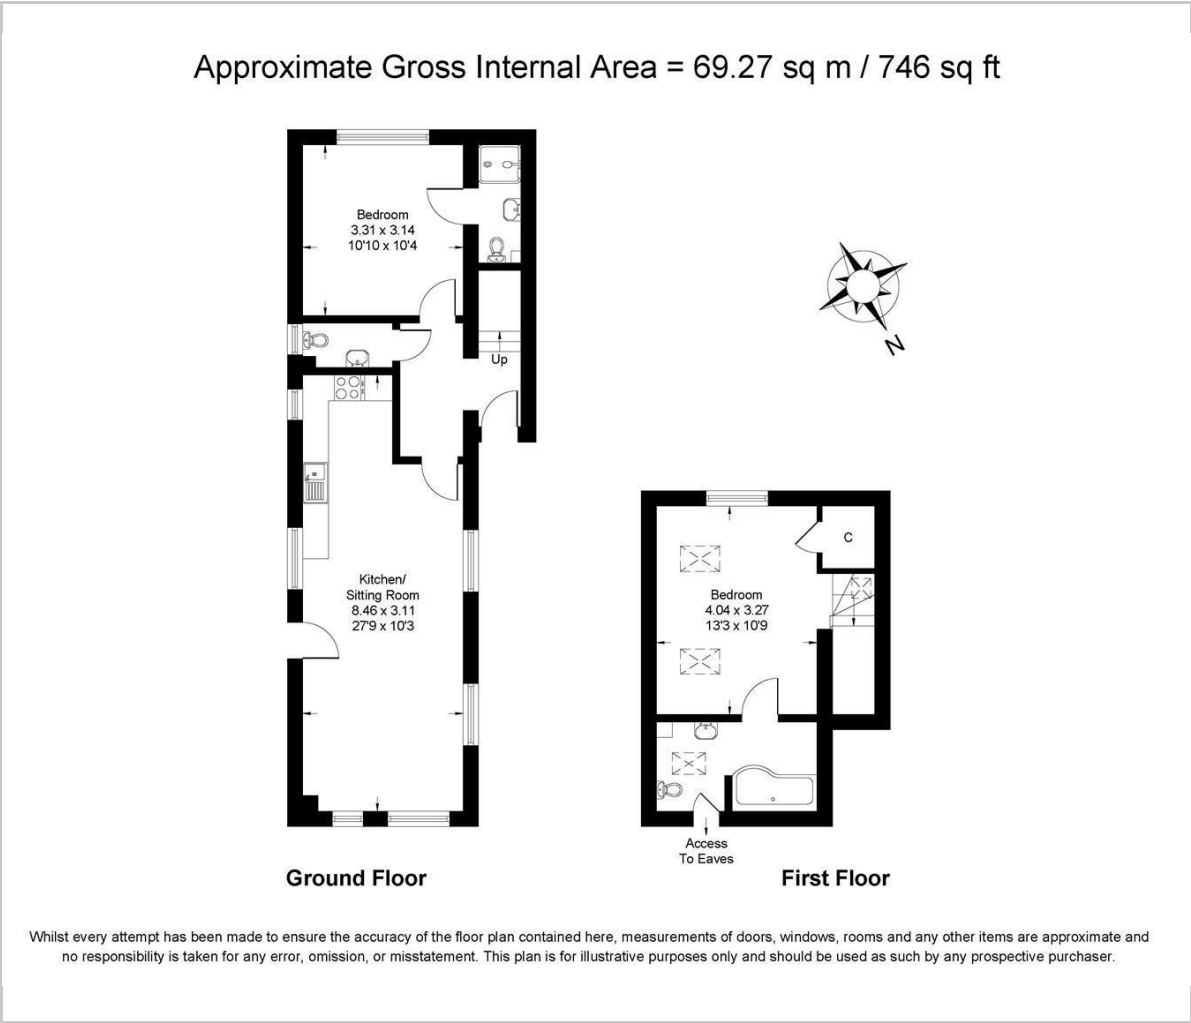 Approximate Gross Internal Area = 69.27 sq m / 746 sq ft
Bedroom
3.31 x 3.14
10'10 x 10'4
Up
N
Kitchen/
Sitting Room
8.46 x 3.11
27'9 x 10'3
C
Bedroom
4.04 x 3.27
13'3 x 10'9
Access
To Eaves
Ground Floor
First Floor
Whilst every attempt has been made to ensure the accuracy of the floor plan contained here, measurements of doors, windows, rooms and any other items are approximate and
no responsibility is taken for any error, omission, or misstatement. This plan is for illustrative purposes only and should be used as such by any prospective purchaser.